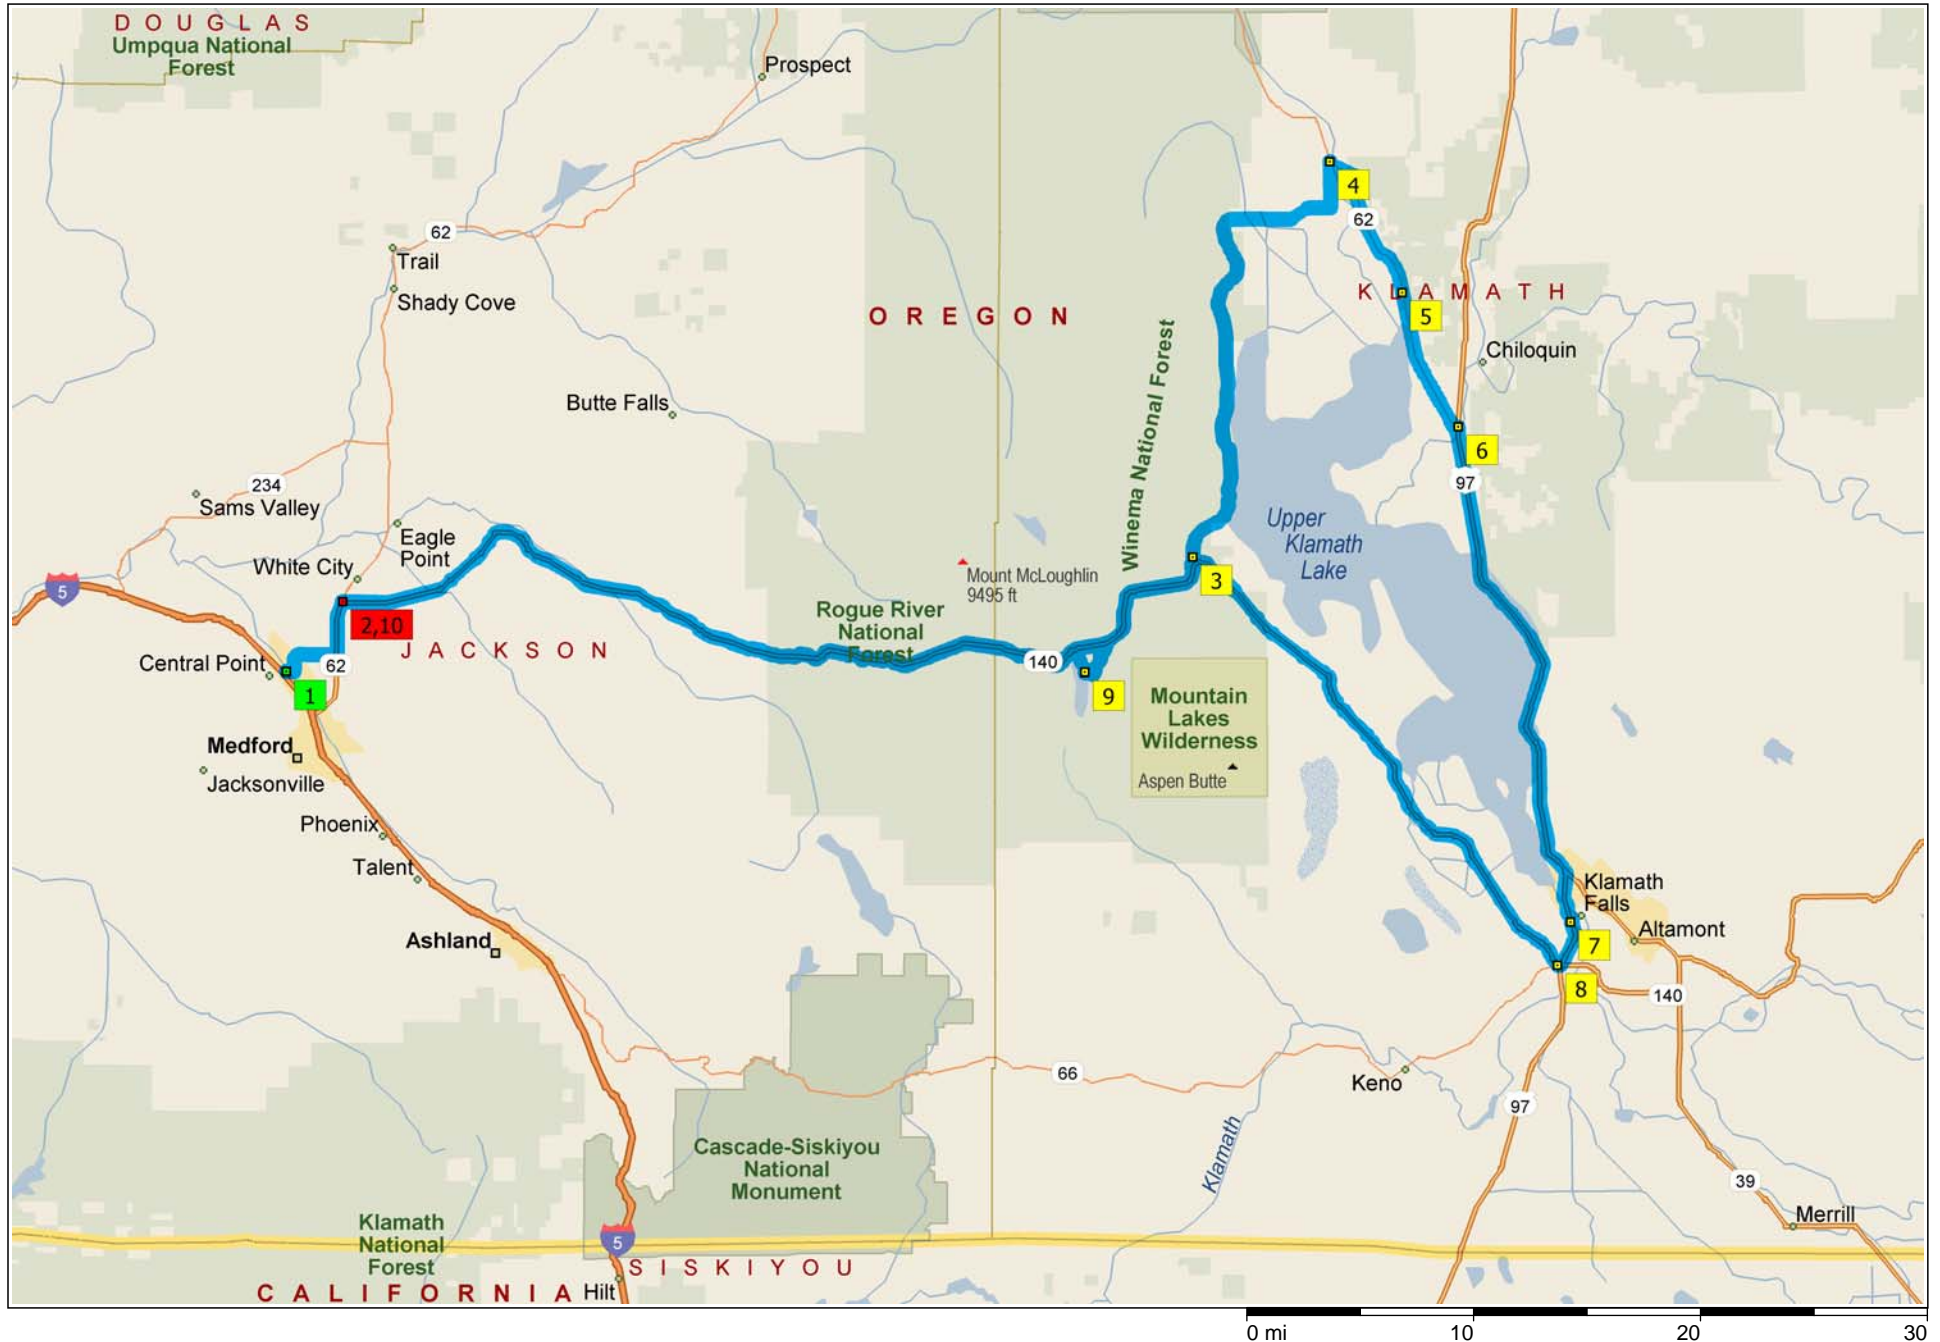 DOUGLAS
Umpqua National
Forest
Prospect
4
62
62
Trail
Shady Cove
KLAMATH
OREGON
5
Chiloquin
Butte Falls
Winema National Forest
6
234
97
Sams Valley
Eagle
Point
Upper
Klamath
Lake
White City
5
Mount McLoughlin
9495 ft
3
Rogue River
National
Forest
2,10
JACKSON
Central Point
62
140
1
9
Mountain
Lakes
Wilderness
Medford
Aspen Butte
Jacksonville
Phoenix
Talent
Klamath
Falls
Altamont
Ashland
7
8
140
66
Keno
97
Klamath
Cascade-Siskiyou
National
Monument
39
Merrill
Klamath
National
Forest
5
SISKIYOU
CALIFORNIA
Hilt
0 mi
10
20
30